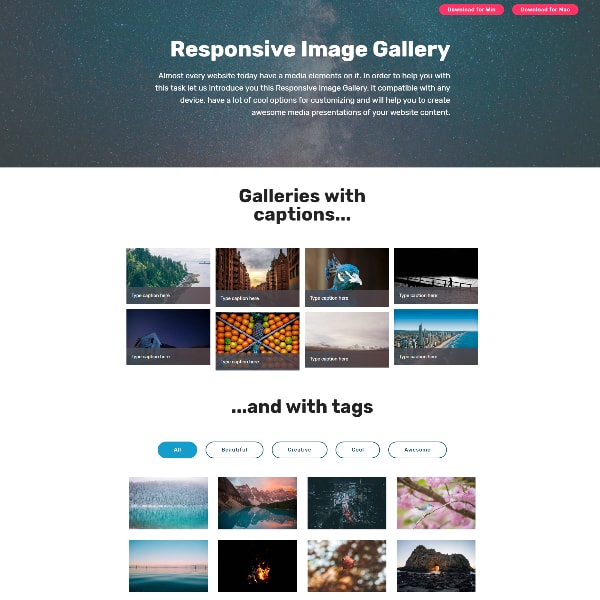 Download for Win
Download for Mac
Responsive Image Gallery
Almost every website today have a media elements on it. In order to help you with
this task let us introduce you this Responsive Image Gallery. It compatible with any
device, have a lot of cool options for customizing and will help you to create
awesome media presentations of your website content.
Galleries with
captions...
Type caption here
Type caption here
Type caption here
Type caption here
Type caption here
Type caption here
Type caption here
Type caption here
...and with tags
All
Beautiful
Creative
Cool
Awesome